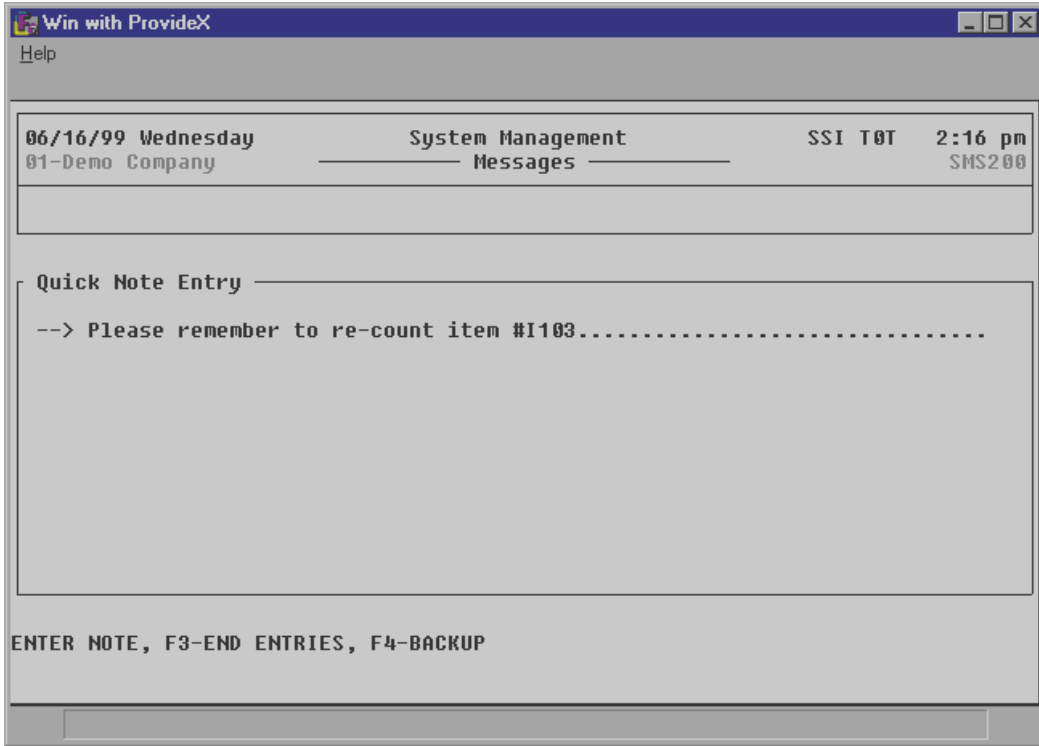 Win with ProvideX
Help
06/16/99 Wednesday System Management SSI T0T 2:16 pm
01-Demo Company Messages SMS200
Quick Note Entry
--> Please remember to re-count item #I103................................
ENTER NOTE, F3-END ENTRIES, F4-BACKUP